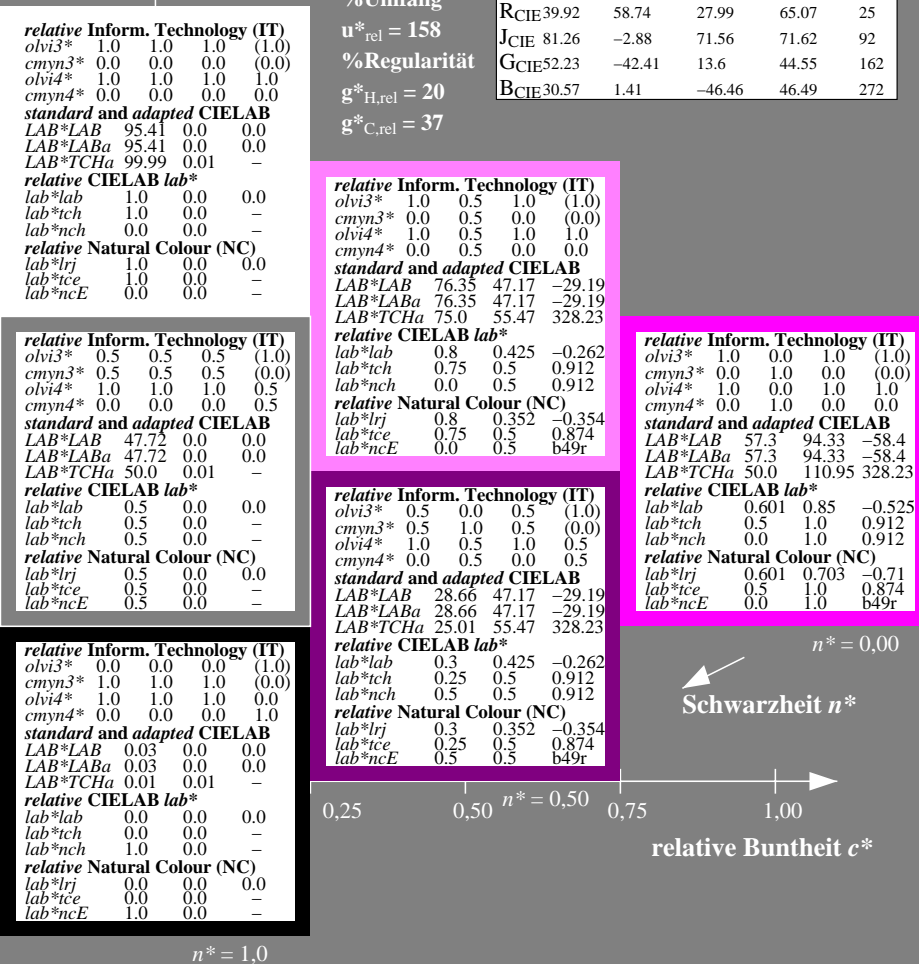 %Umfang
u*rel = 158
%Regularität
g*H,rel = 20
g*C,rel = 37
RCIE 39.92 58.74 27.99 65.07 25
JCIE 81.26 −2.88 71.56 71.62 92
GCIE 52.23 −42.41 13.6 44.55 162
BCIE 30.57 1.41 −46.46 46.49 272
relative Inform. Technology (IT)
olvi3* 1.0 1.0 1.0 (1.0)
cmyn3* 0.0 0.0 0.0 (0.0)
olvi4* 1.0 1.0 1.0 1.0
cmyn4* 0.0 0.0 0.0 0.0
standard and adapted CIELAB
LAB*LAB 95.41 0.0 0.0
LAB*LABa 95.41 0.0 0.0
LAB*TCHa 99.99 0.01 –
relative CIELAB lab*
lab*lab 1.0 0.0 0.0
lab*tch 1.0 0.0 –
lab*nch 0.0 0.0 –
relative Natural Colour (NC)
lab*lrj 1.0 0.0 0.0
lab*tce 1.0 0.0 –
lab*ncE 0.0 0.0 –
relative Inform. Technology (IT)
olvi3* 1.0 0.5 1.0 (1.0)
cmyn3* 0.0 0.5 0.0 (0.0)
olvi4* 1.0 0.5 1.0 1.0
cmyn4* 0.0 0.5 0.0 0.0
standard and adapted CIELAB
LAB*LAB 76.35 47.17 −29.19
LAB*LABa 76.35 47.17 −29.19
LAB*TCHa 75.0 55.47 328.23
relative CIELAB lab*
lab*lab 0.8 0.425 −0.262
lab*tch 0.75 0.5 0.912
lab*nch 0.0 0.5 0.912
relative Natural Colour (NC)
lab*lrj 0.8 0.352 −0.354
lab*tce 0.75 0.5 0.874
lab*ncE 0.0 0.5 b49r
relative Inform. Technology (IT)
olvi3* 0.5 0.5 0.5 (1.0)
cmyn3* 0.5 0.5 0.5 (0.0)
olvi4* 1.0 1.0 1.0 0.5
cmyn4* 0.0 0.0 0.0 0.5
standard and adapted CIELAB
LAB*LAB 47.72 0.0 0.0
LAB*LABa 47.72 0.0 0.0
LAB*TCHa 50.0 0.01 –
relative CIELAB lab*
lab*lab 0.5 0.0 0.0
lab*tch 0.5 0.0 –
lab*nch 0.5 0.0 –
relative Natural Colour (NC)
lab*lrj 0.5 0.0 0.0
lab*tce 0.5 0.0 –
lab*ncE 0.5 0.0 –
relative Inform. Technology (IT)
olvi3* 1.0 0.0 1.0 (1.0)
cmyn3* 0.0 1.0 0.0 (0.0)
olvi4* 1.0 0.0 1.0 1.0
cmyn4* 0.0 1.0 0.0 0.0
standard and adapted CIELAB
LAB*LAB 57.3 94.33 −58.4
LAB*LABa 57.3 94.33 −58.4
LAB*TCHa 50.0 110.95 328.23
relative CIELAB lab*
lab*lab 0.601 0.85 −0.525
lab*tch 0.5 1.0 0.912
lab*nch 0.0 1.0 0.912
relative Natural Colour (NC)
lab*lrj 0.601 0.703 −0.71
lab*tce 0.5 1.0 0.874
lab*ncE 0.0 1.0 b49r
relative Inform. Technology (IT)
olvi3* 0.5 0.0 0.5 (1.0)
cmyn3* 0.5 1.0 0.5 (0.0)
olvi4* 1.0 0.5 1.0 0.5
cmyn4* 0.0 0.5 0.0 0.5
standard and adapted CIELAB
LAB*LAB 28.66 47.17 −29.19
LAB*LABa 28.66 47.17 −29.19
LAB*TCHa 25.01 55.47 328.23
relative CIELAB lab*
lab*lab 0.3 0.425 −0.262
lab*tch 0.25 0.5 0.912
lab*nch 0.5 0.5 0.912
relative Natural Colour (NC)
lab*lrj 0.3 0.352 −0.354
lab*tce 0.25 0.5 0.874
lab*ncE 0.5 0.5 b49r
relative Inform. Technology (IT)
olvi3* 0.0 0.0 0.0 (1.0)
cmyn3* 1.0 1.0 1.0 (0.0)
olvi4* 1.0 1.0 1.0 0.0
cmyn4* 0.0 0.0 0.0 1.0
standard and adapted CIELAB
LAB*LAB 0.03 0.0 0.0
LAB*LABa 0.03 0.0 0.0
LAB*TCHa 0.01 0.01 –
relative CIELAB lab*
lab*lab 0.0 0.0 0.0
lab*tch 0.0 0.0 –
lab*nch 1.0 0.0 –
relative Natural Colour (NC)
lab*lrj 0.0 0.0 0.0
lab*tce 0.0 0.0 –
lab*ncE 1.0 0.0 –
n* = 0,00
Schwarzheit n*
0,25 0,50 n* = 0,50 0,75 1,00
relative Buntheit c*
n* = 1,0